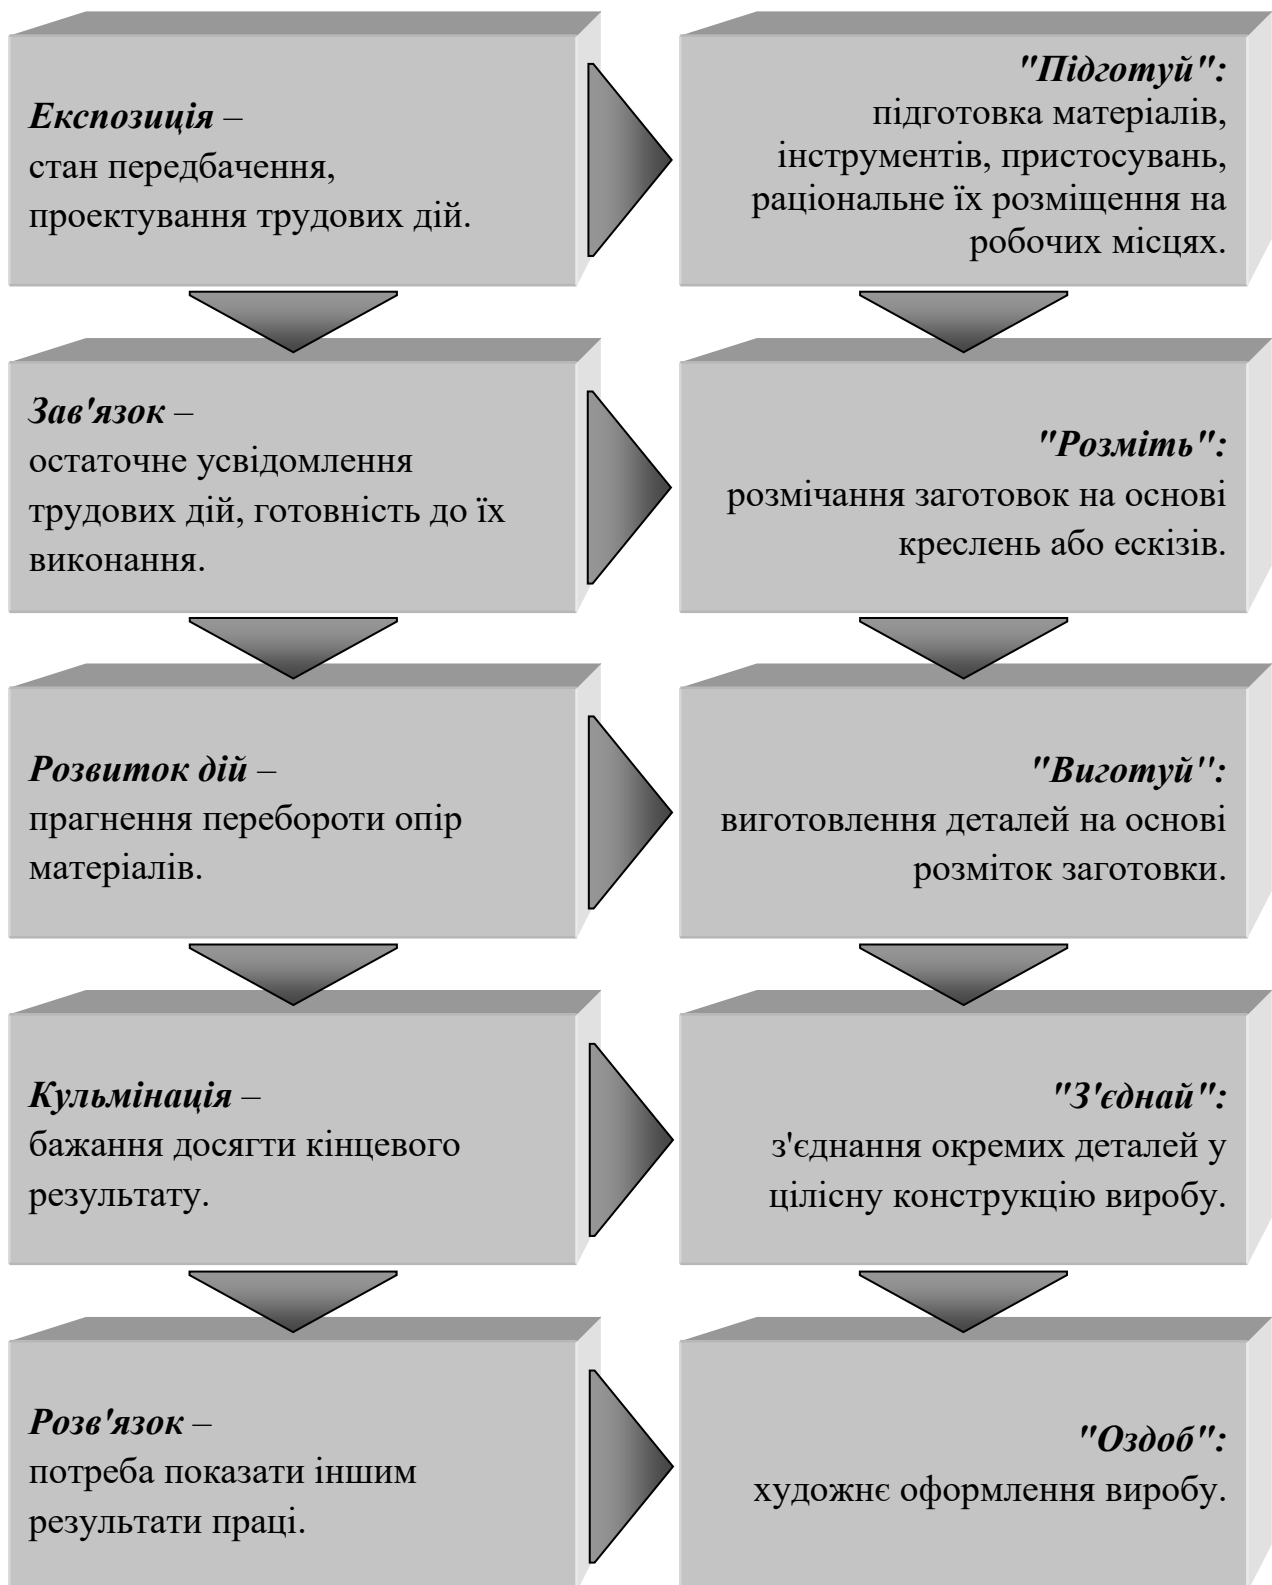 Експозиція –
стан передбачення,
проектування трудових дій.
"Підготуй":
підготовка матеріалів,
інструментів, пристосувань,
раціональне їх розміщення на
робочих місцях.
Зав'язок –
остаточне усвідомлення
трудових дій, готовність до їх
виконання.
"Розміть":
розмічання заготовок на основі
креслень або ескізів.
Розвиток дій –
прагнення перебороти опір
матеріалів.
"Виготуй":
виготовлення деталей на основі
розміток заготовки.
Кульмінація –
бажання досягти кінцевого
результату.
"З'єднай":
з'єднання окремих деталей у
цілісну конструкцію виробу.
Розв'язок –
потреба показати іншим
результати праці.
"Оздоб":
художнє оформлення виробу.